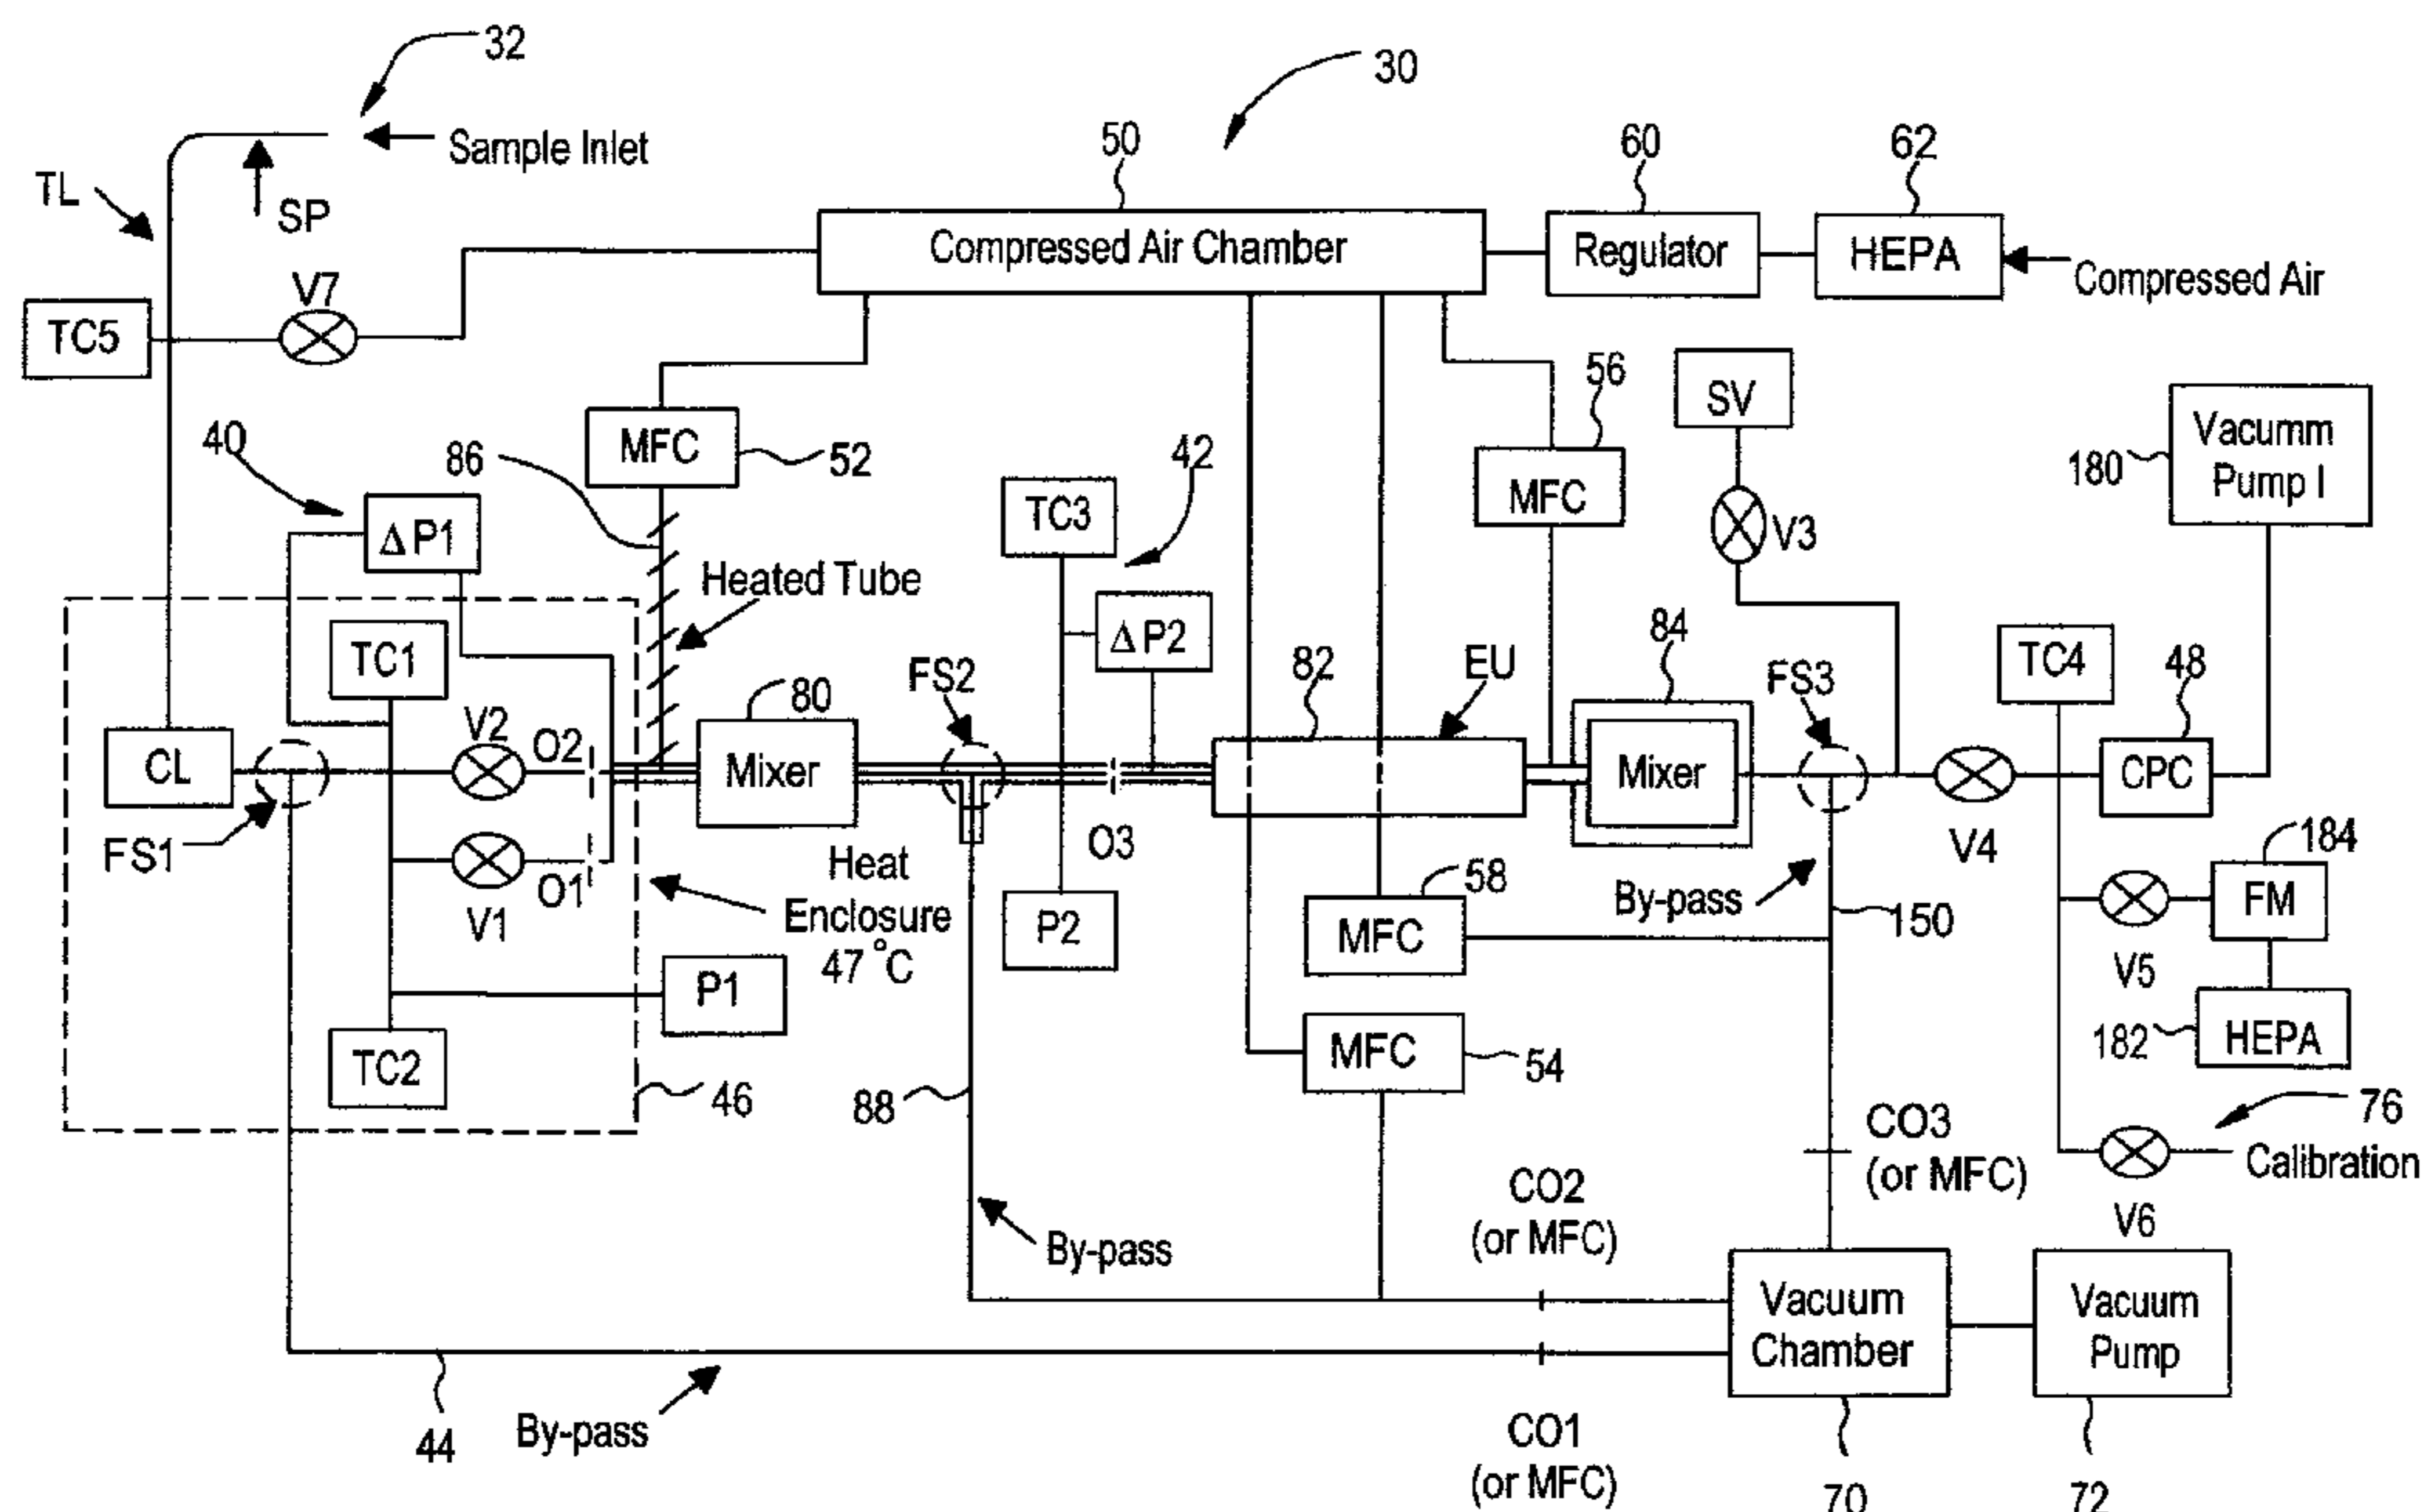 32
30
Sample Inlet
50
60
62
TL
SP
Compressed Air Chamber
Regulator
HEPA
Compressed Air
V7
TC5
56
SV
40
86
MFC
52
42
MFC
V3
180
Vacumm
Pump I
Δ P1
TC3
Heated Tube
Δ P2
TC1
80
FS2
82
EU
84
FS3
TC4
48
CL
V2
O2
Mixer
Mixer
CPC
FS1
V1
O1
Heat
Enclosure
47 °C
O3
58
By-pass
V4
184
P2
MFC
150
FM
P1
V5
TC2
46
88
MFC
54
182
HEPA
CO3
(or MFC)
76
Calibration
CO2
(or MFC)
V6
By-pass
Vacuum
Chamber
Vacuum
Pump
44
By-pass
CO1
(or MFC)
70
72